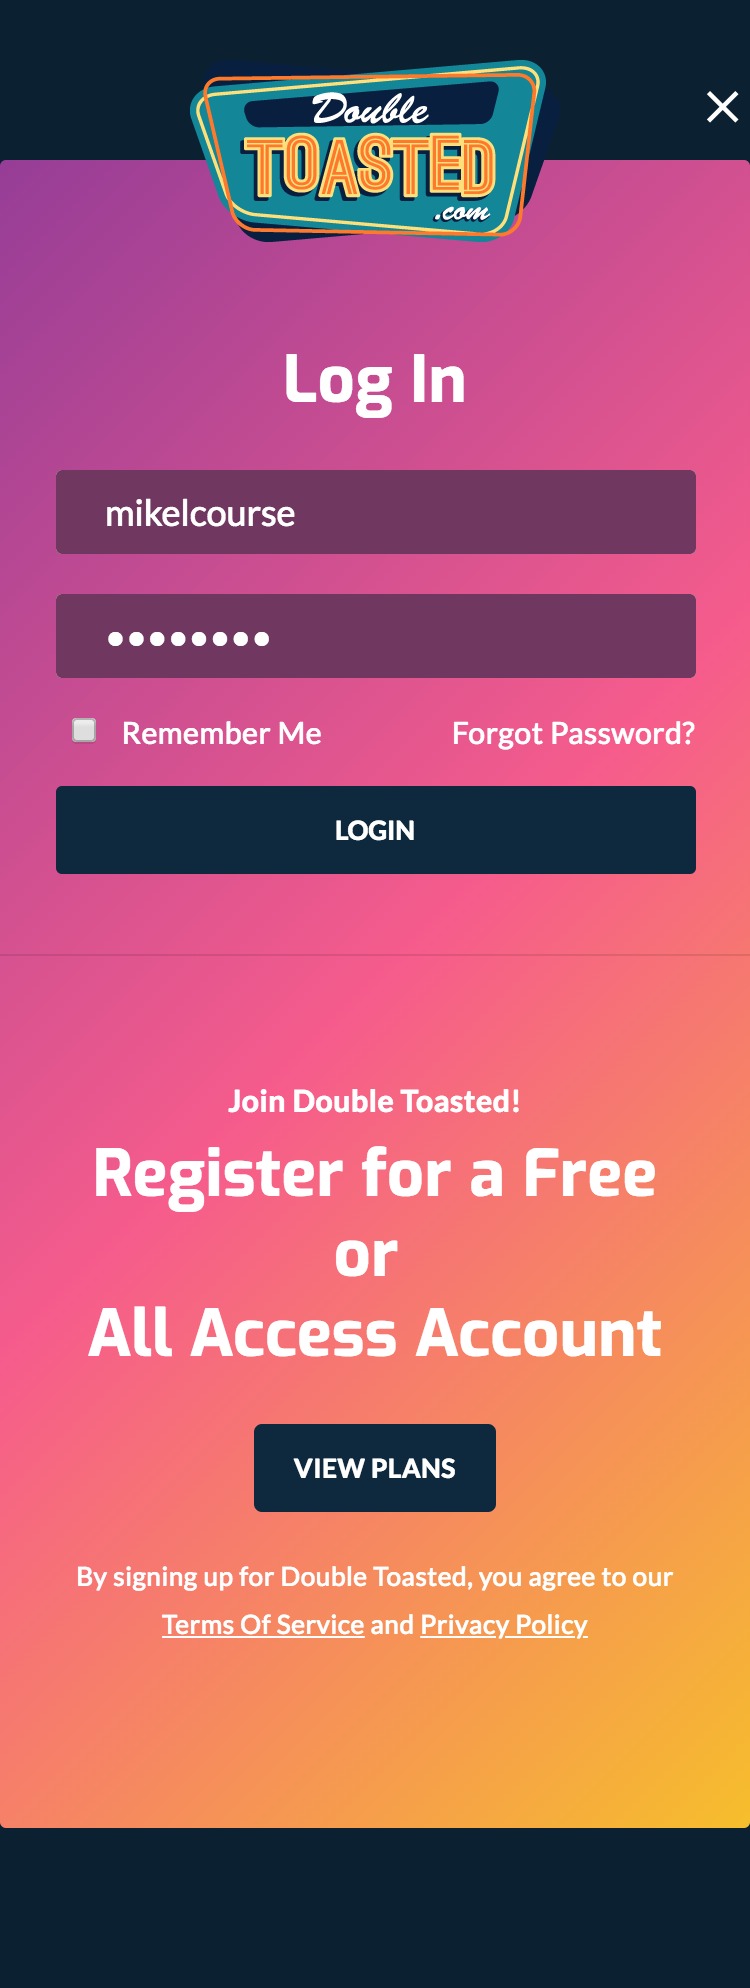 Double
TOASTED
.com
Log In
mikelcourse
••••••••
Remember Me
Forgot Password?
LOGIN
Join Double Toasted!
Register for a Free
or
All Access Account
VIEW PLANS
By signing up for Double Toasted, you agree to our
Terms Of Service and Privacy Policy